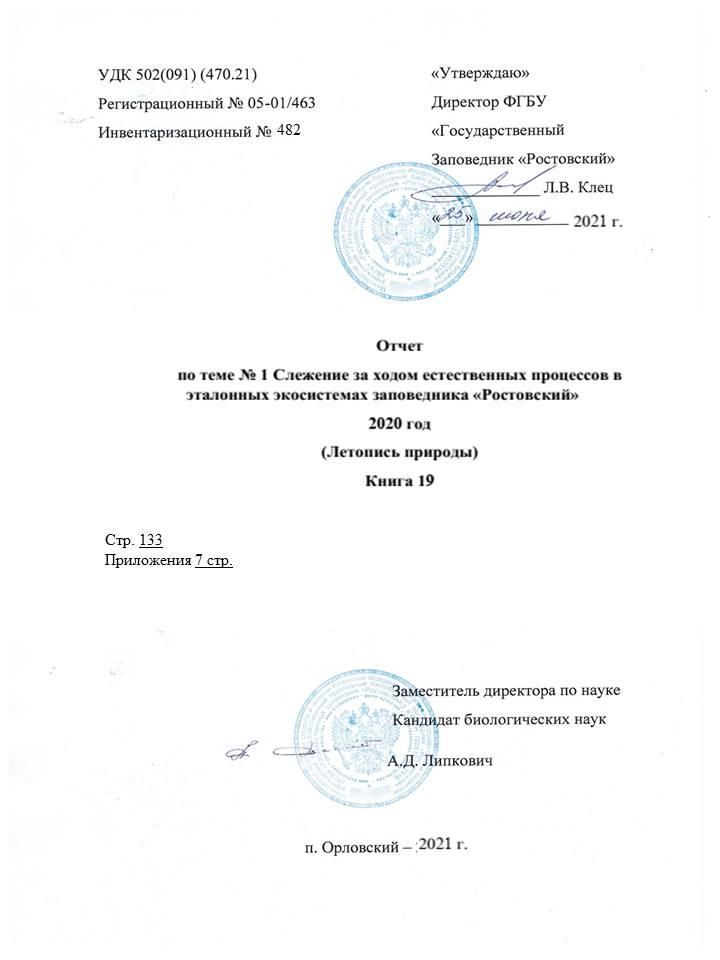 УДК 502(091) (470.21)
Регистрационный № 05-01/463
Инвентаризационный № 482
«Утверждаю»
Директор ФГБУ
«Государственный
Заповедник «Ростовский»
Л.В. Клец
«25» июня 2021 г.
Отчет
по теме № 1 Слежение за ходом естественных процессов в
эталонных экосистемах заповедника «Ростовский»
2020 год
(Летопись природы)
Книга 19
Стр. 133
Приложения 7 стр.
Заместитель директора по науке
Кандидат биологических наук
А.Д. Липкович
п. Орловский – 2021 г.